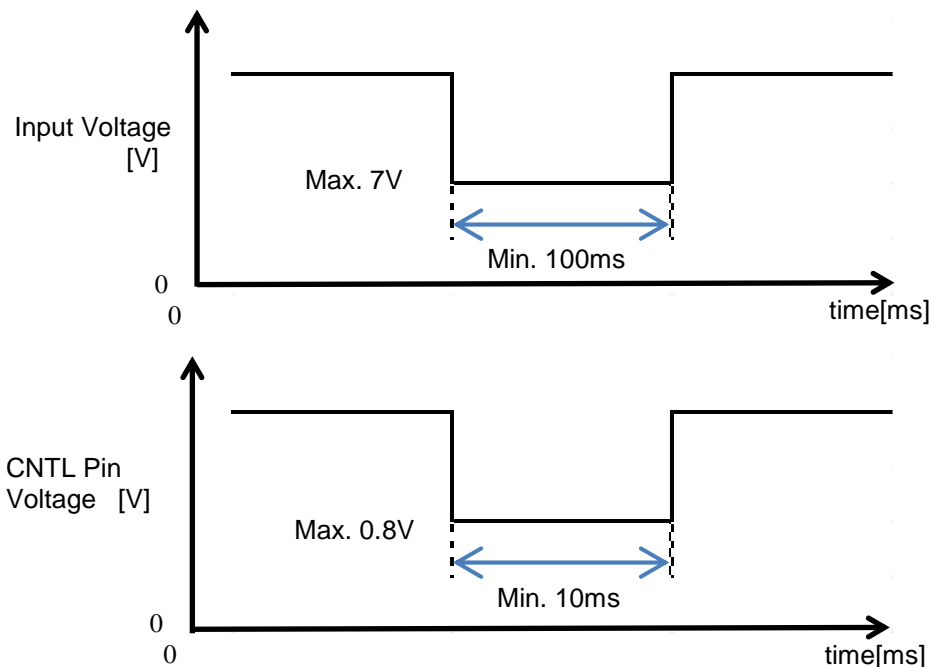 Input Voltage
[V]
Max. 7V
Min. 100ms
0
0
time[ms]
CNTL Pin
Voltage [V]
Max. 0.8V
Min. 10ms
0
0
time[ms]